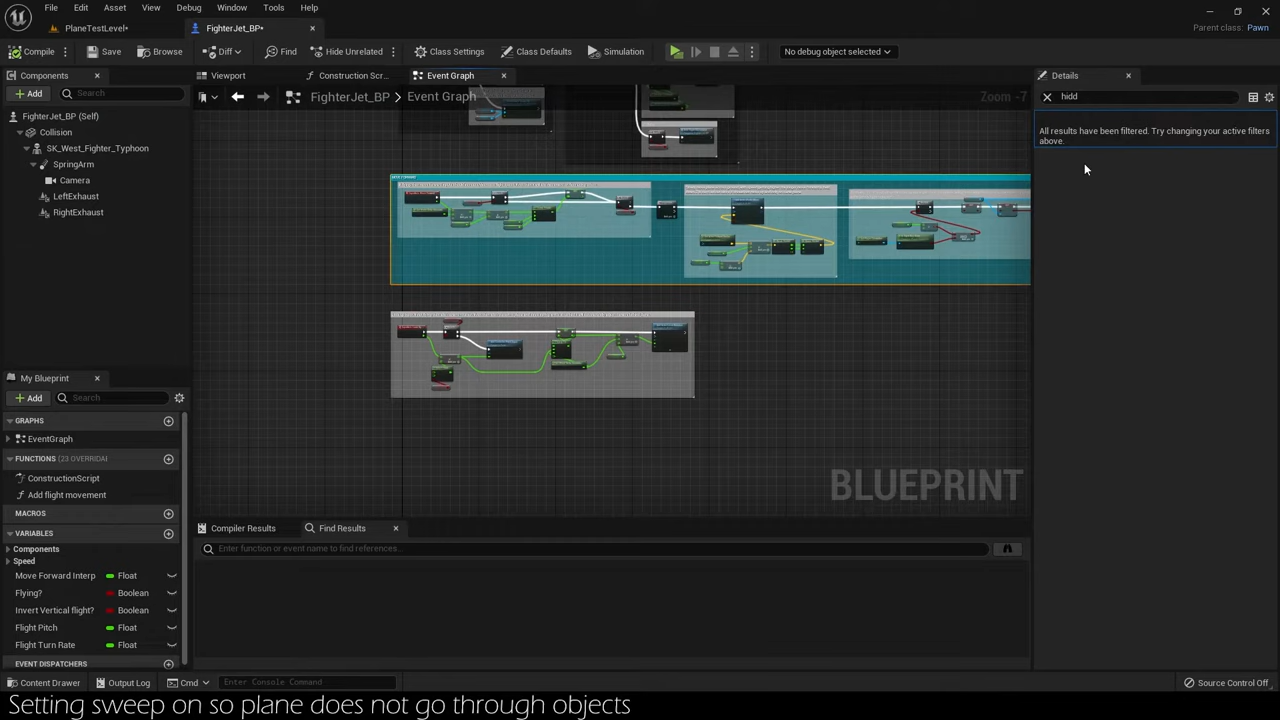 File Edit Asset View Debug Window Tools Help
PlaneTestLevel*
FighterJet_BP*
Parent class: Pawn
Compile Save Browse Diff Find Hide Unrelated Class Settings Class Defaults Simulation No debug object selected
Components
Viewport
Construction Scr...
Event Graph
Details
Add Search
FighterJet_BP > Event Graph
Zoom -7
hidd
All results have been filtered. Try changing your active filters
above.
FighterJet_BP (Self)
Collision
SK_West_Fighter_Typhoon
SpringArm
Camera
LeftExhaust
RightExhaust
My Blueprint
Add Search
GRAPHS
EventGraph
FUNCTIONS (23 OVERRIDAI
ConstructionScript
Add flight movement
MACROS
VARIABLES
Components
Speed
Move Forward Interp Float
Flying? Boolean
Invert Vertical flight? Boolean
Flight Pitch Float
Flight Turn Rate Float
EVENT DISPATCHERS
BLUEPRINT
Compiler Results
Find Results
Enter function or event name to find references...
Content Drawer Output Log Cmd Enter Console Command Source Control Off
Setting sweep on so plane does not go through objects